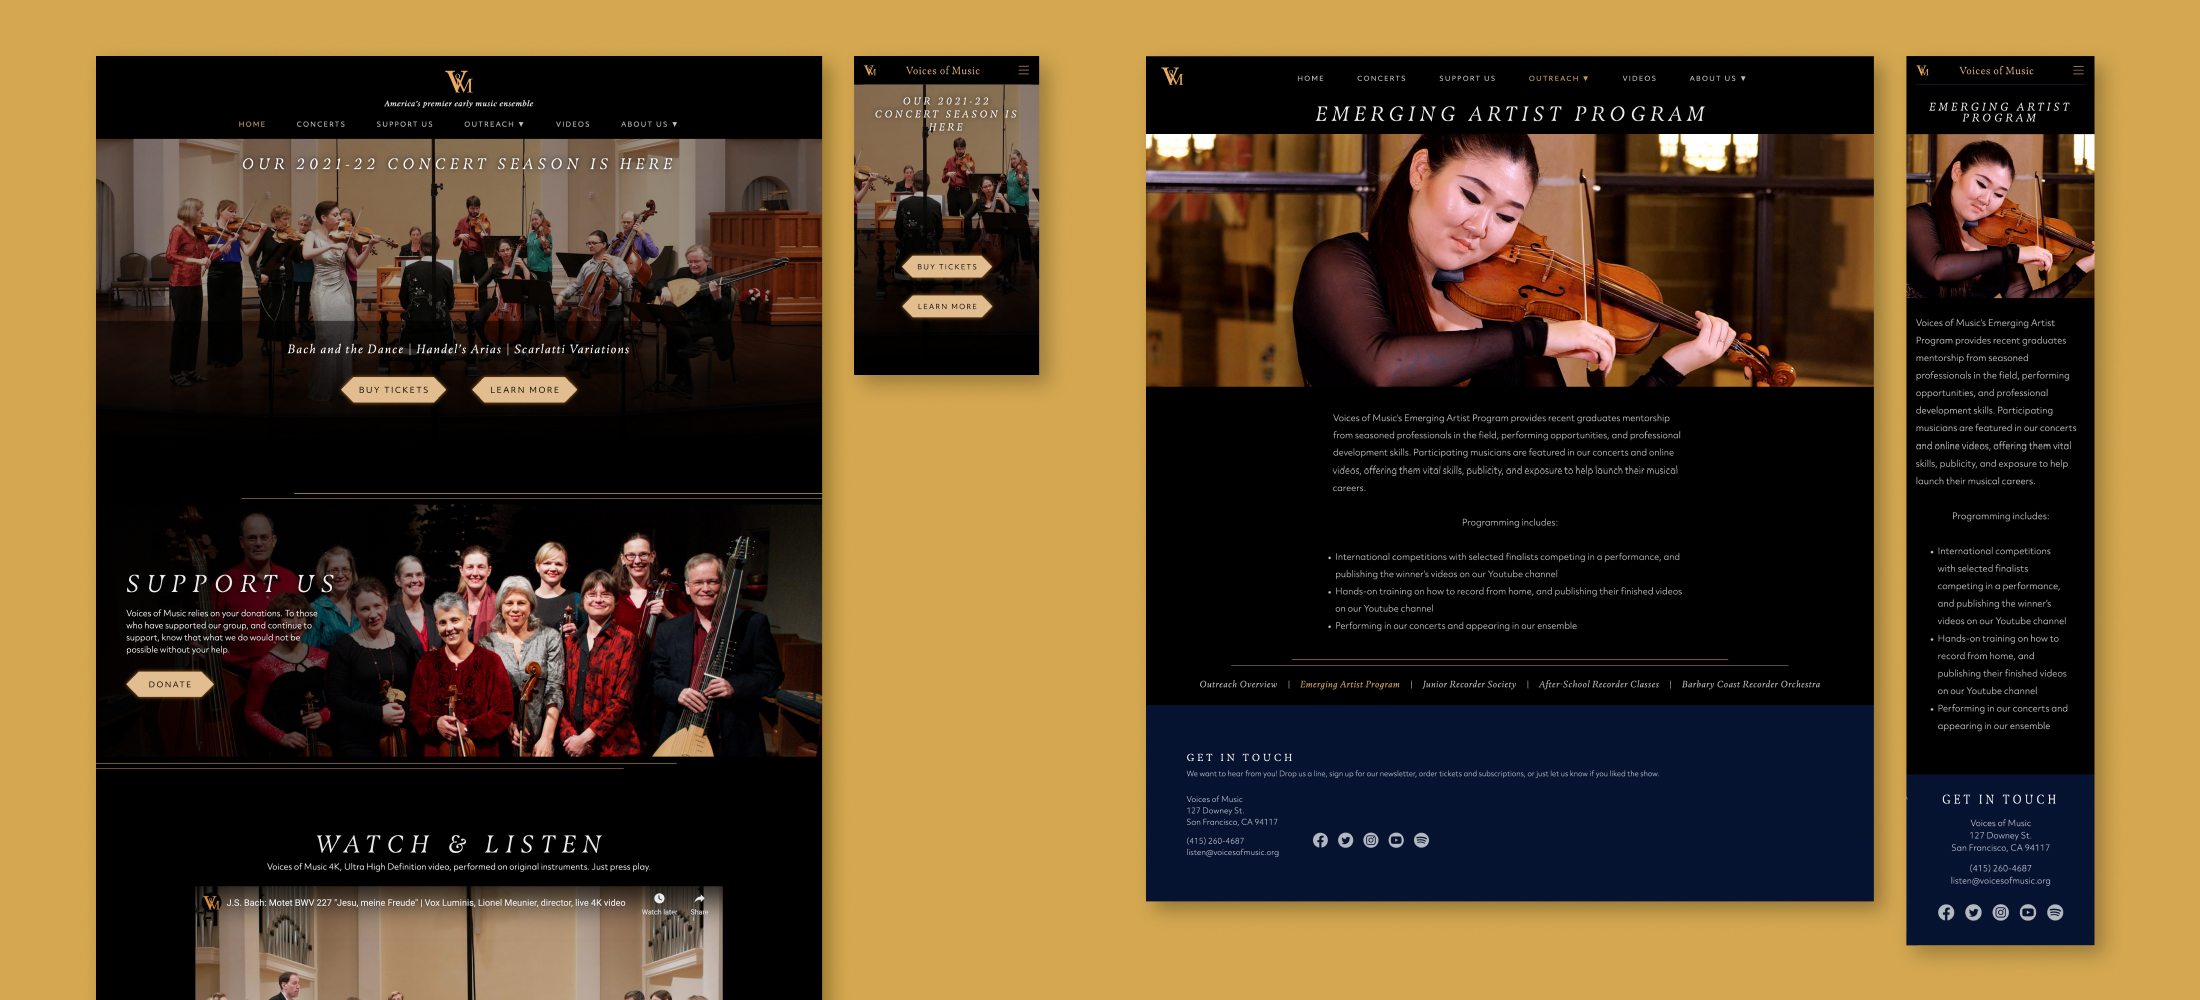 VM
America's premier early music ensemble
HOME CONCERTS SUPPORT US OUTREACH ▼ VIDEOS ABOUT US ▼
OUR 2021-22 CONCERT SEASON IS HERE
Bach and the Dance | Handel's Arias | Scarlatti Variations
BUY TICKETS LEARN MORE
SUPPORT US
Voices of Music relies on your donations. To those
who have supported our group, and continue to
support, know that what we do would not be
possible without your help.
DONATE
WATCH & LISTEN
Voices of Music 4K, Ultra High Definition video, performed on original instruments. Just press play.
VM J.S. Bach: Motet BWV 227 "Jesu, meine Freude" | Vox Luminis, Lionel Meunier, director, live 4K video
Watch later Share
VM Voices of Music
OUR 2021-22
CONCERT SEASON IS
HERE
BUY TICKETS
LEARN MORE
VM HOME CONCERTS SUPPORT US OUTREACH ▼ VIDEOS ABOUT US ▼
EMERGING ARTIST PROGRAM
Voices of Music's Emerging Artist Program provides recent graduates mentorship
from seasoned professionals in the field, performing opportunities, and professional
development skills. Participating musicians are featured in our concerts and online
videos, offering them vital skills, publicity, and exposure to help launch their musical
careers.
Programming includes:
• International competitions with selected finalists competing in a performance, and
publishing the winner's videos on our Youtube channel
• Hands-on training on how to record from home, and publishing their finished videos
on our Youtube channel
• Performing in our concerts and appearing in our ensemble
Outreach Overview | Emerging Artist Program | Junior Recorder Society | After-School Recorder Classes | Barbary Coast Recorder Orchestra
GET IN TOUCH
We want to hear from you! Drop us a line, sign up for our newsletter, order tickets and subscriptions, or just let us know if you liked the show.
Voices of Music
127 Downey St.
San Francisco, CA 94117
(415) 260-4687
listen@voicesofmusic.org
VM Voices of Music
EMERGING ARTIST
PROGRAM
Voices of Music's Emerging Artist
Program provides recent graduates
mentorship from seasoned
professionals in the field, performing
opportunities, and professional
development skills. Participating
musicians are featured in our concerts
and online videos, offering them vital
skills, publicity, and exposure to help
launch their musical careers.
Programming includes:
• International competitions
with selected finalists
competing in a performance,
and publishing the winner's
videos on our Youtube channel
• Hands-on training on how to
record from home, and
publishing their finished videos
on our Youtube channel
• Performing in our concerts and
appearing in our ensemble
GET IN TOUCH
Voices of Music
127 Downey St.
San Francisco, CA 94117
(415) 260-4687
listen@voicesofmusic.org